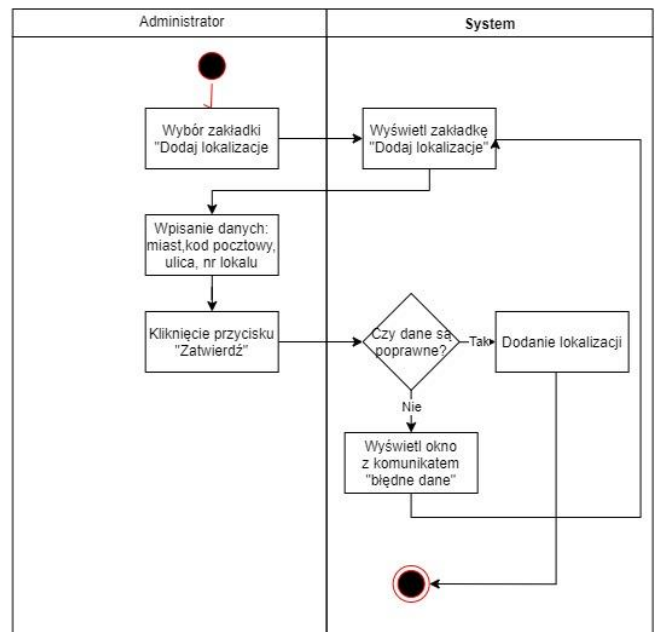 Administrator
System
Wybór zakładki
"Dodaj lokalizacje
Wyświetl zakładkę
"Dodaj lokalizacje"
Wpisanie danych:
miast,kod pocztowy,
ulica, nr lokalu
Kliknięcie przycisku
"Zatwierdź"
Czy dane są
poprawne?
Tak
Dodanie lokalizacji
Nie
Wyświetl okno
z komunikatem
"błędne dane"